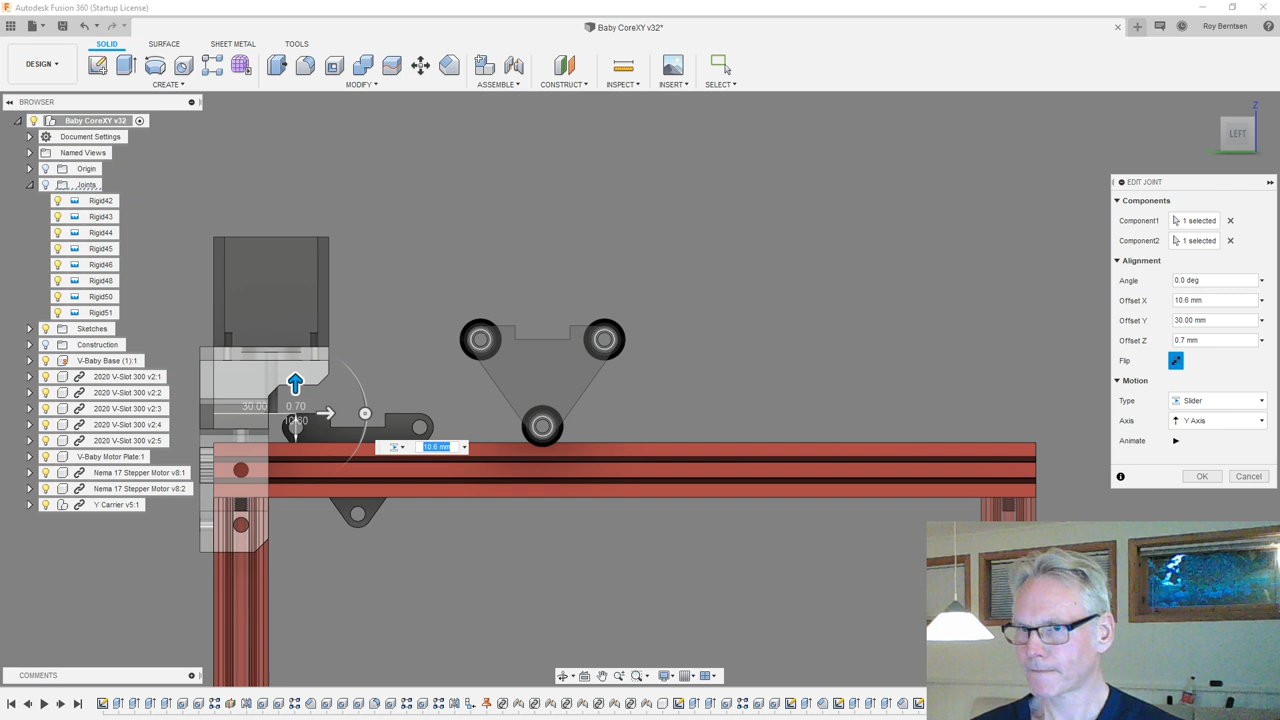 Autodesk Fusion 360 (Startup License)
Baby CoreXY v32*
Roy Berntsen
DESIGN
SOLID
SURFACE
SHEET METAL
TOOLS
CREATE
MODIFY
ASSEMBLE
CONSTRUCT
INSPECT
INSERT
SELECT
BROWSER
Baby CoreXY v32
Document Settings
Named Views
Origin
Joints
Rigid42
Rigid43
Rigid44
Rigid45
Rigid46
Rigid48
Rigid50
Rigid51
Sketches
Construction
V-Baby Base (1):1
2020 V-Slot 300 v2:1
2020 V-Slot 300 v2:2
2020 V-Slot 300 v2:3
2020 V-Slot 300 v2:4
2020 V-Slot 300 v2:5
V-Baby Motor Plate:1
Nema 17 Stepper Motor v8:1
Nema 17 Stepper Motor v8:2
Y Carrier v5:1
30.00
0.70
10.60
10.6 mm
Z
LEFT
EDIT JOINT
Components
Component1 1 selected
Component2 1 selected
Alignment
Angle 0.0 deg
Offset X 10.6 mm
Offset Y 30.00 mm
Offset Z 0.7 mm
Flip
Motion
Type Slider
Axis Y Axis
Animate
OK Cancel
COMMENTS